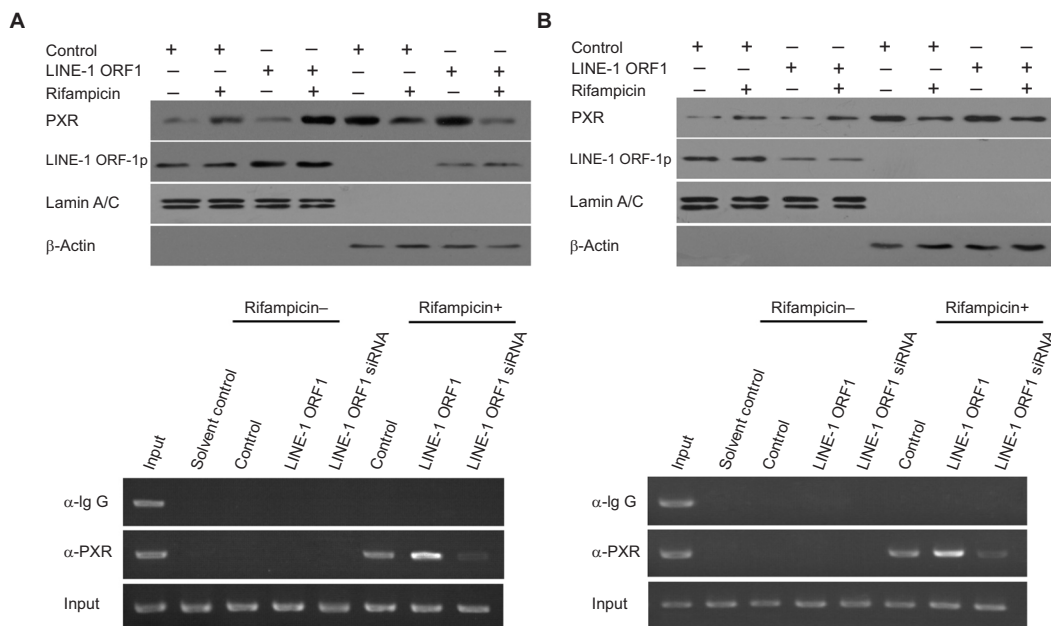 A
Control + + – – + + – –
LINE-1 ORF1 – – + + – – + +
Rifampicin – + – + – + – +
PXR
LINE-1 ORF-1p
Lamin A/C
β-Actin
Rifampicin– Rifampicin+
Input Solvent control Control LINE-1 ORF1 LINE-1 ORF1 siRNA Control LINE-1 ORF1 LINE-1 ORF1 siRNA
α-Ig G
α-PXR
Input
B
Control + + – – + + – –
LINE-1 ORF1 – – + + – – + +
Rifampicin – + – + – + – +
PXR
LINE-1 ORF-1p
Lamin A/C
β-Actin
Rifampicin– Rifampicin+
Input Solvent control Control LINE-1 ORF1 LINE-1 ORF1 siRNA Control LINE-1 ORF1 LINE-1 ORF1 siRNA
α-Ig G
α-PXR
Input